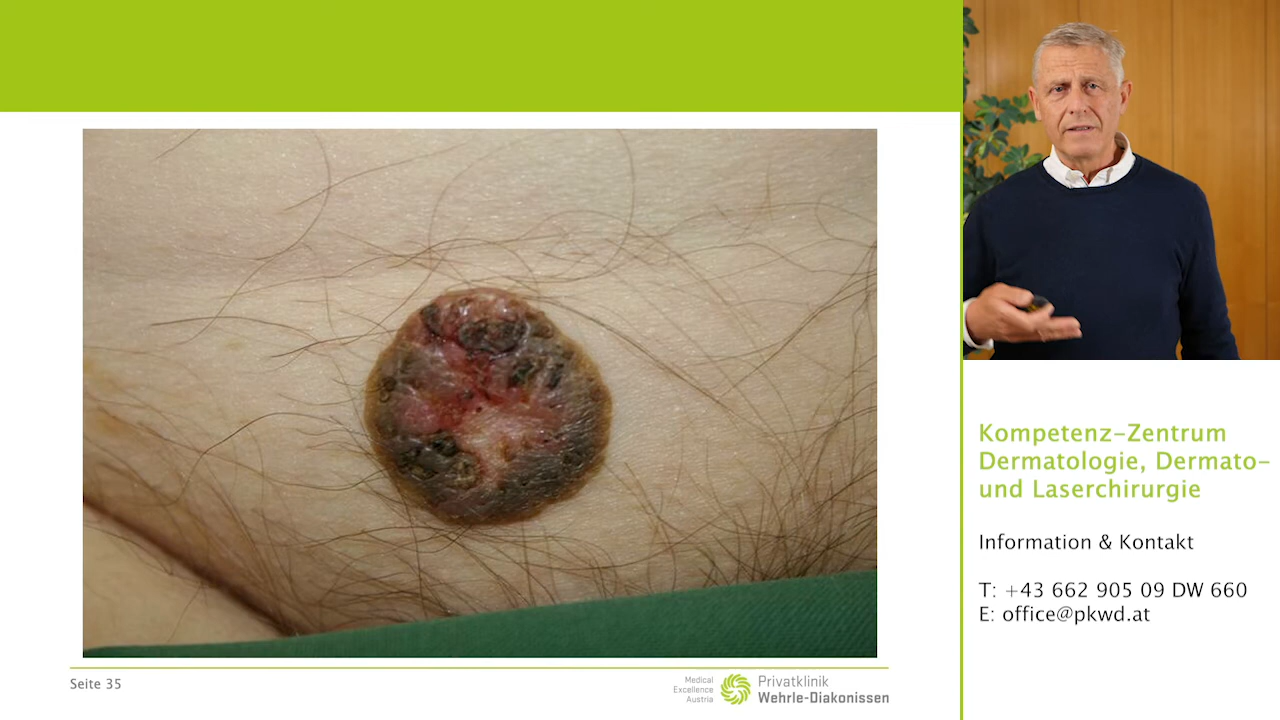 Kompetenz-Zentrum
Dermatologie, Dermato-
und Laserchirurgie
Information & Kontakt
T: +43 662 905 09 DW 660
E: office@pkwd.at
Seite 35
Medical
Excellence
Austria
Privatklinik
Wehrle-Diakonissen